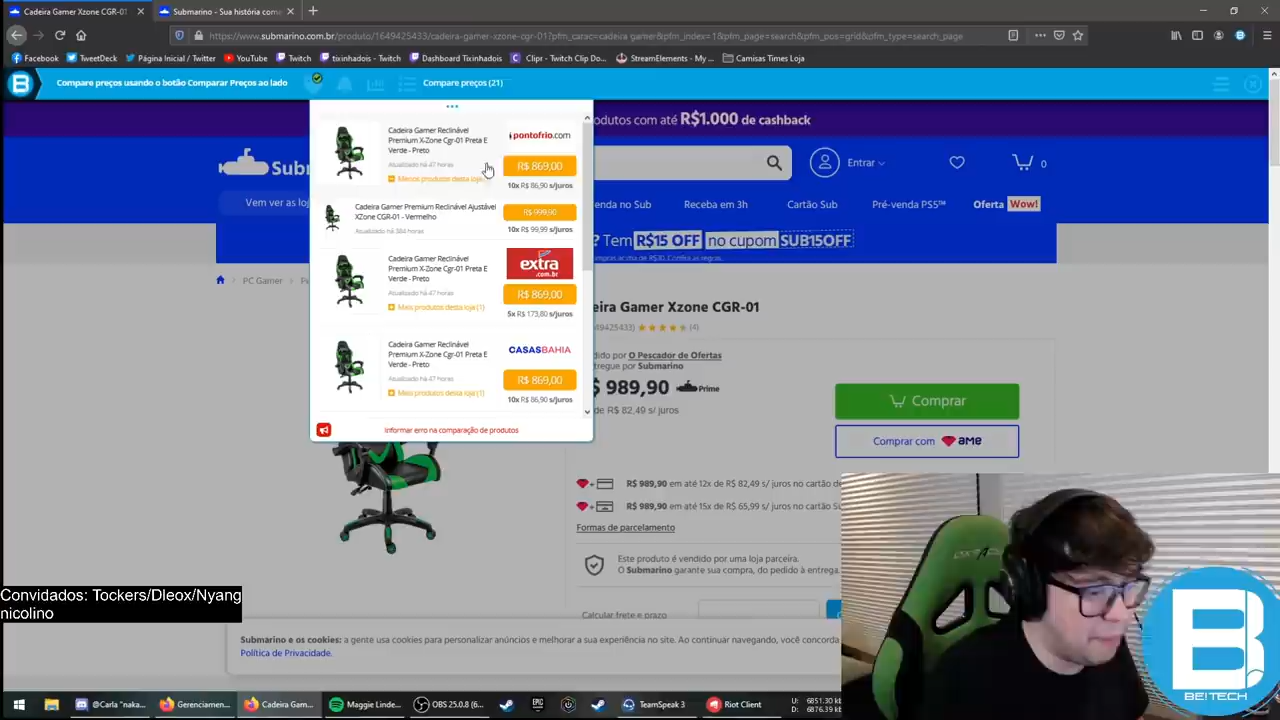 Cadeira Gamer Xzone CGR-01
Submarino - Sua história come
https://www.submarino.com.br/produto/1649425433/cadeira-gamer-xzone-cgr-01?pfm_carac=cadeira gamer&pfm_index=1&pfm_page=search&pfm_pos=grid&pfm_type=search_page
Facebook TweetDeck Página Inicial / Twitter YouTube Twitch tixinhadois - Twitch Dashboard Tixinhadois Clipr - Twitch Clip Do... StreamElements - My ... Camisas Times Loja
B Compare preços usando o botão Comparar Preços ao lado Compare preços (21)
odutos com até R$1.000 de cashback
Entrar 0
Vem ver as loj
nda no Sub Receba em 3h Cartão Sub Pré-venda PS5™ Oferta Wow!
? Tem R$15 OFF no cupom SUB15OFF
PC Gamer
Cadeira Gamer Reclinável
Premium X-Zone Cgr-01 Preta E
Verde - Preto
Atualizado há 47 horas
Menos produtos desta loja
pontofrio.com
R$ 869,00
10x R$ 86,90 s/juros
Cadeira Gamer Premium Reclinável Ajustável
XZone CGR-01 - Vermelho
Atualizado há 384 horas
R$ 999,90
10x R$ 99,99 s/juros
Cadeira Gamer Reclinável
Premium X-Zone Cgr-01 Preta E
Verde - Preto
Atualizado há 47 horas
Mais produtos desta loja (1)
extra
.com.br
R$ 869,00
5x R$ 173,80 s/juros
Cadeira Gamer Reclinável
Premium X-Zone Cgr-01 Preta E
Verde - Preto
Atualizado há 47 horas
Mais produtos desta loja (1)
CASASBAHIA
R$ 869,00
10x R$ 86,90 s/juros
Informar erro na comparação de produtos
eira Gamer Xzone CGR-01
(4)
dido por O Pescador de Ofertas
tregue por Submarino
$ 989,90 Prime
de R$ 82,49 s/ juros
Comprar
Comprar com ame
R$ 989,90 em até 12x de R$ 82,49 s/ juros no cartão de
R$ 989,90 em até 15x de R$ 65,99 s/ juros no cartão Su
Formas de parcelamento
Este produto é vendido por uma loja parceira.
O Submarino garante sua compra, do pedido à entrega.
Calcular frete e prazo
Convidados: Tockers/Dleox/Nyang
nicolino
Submarino e os cookies: a gente usa cookies para personalizar anúncios e melhorar a sua experiência no site. Ao continuar navegando, você concorda
Política de Privacidade.
BEITECH
@Carla "naka... Gerenciamen... Cadeira Gam... Maggie Linde... OBS 25.0.8 (6... EPIC TeamSpeak 3 Riot Client
U: 6851.30 k
D: 6876.39 k